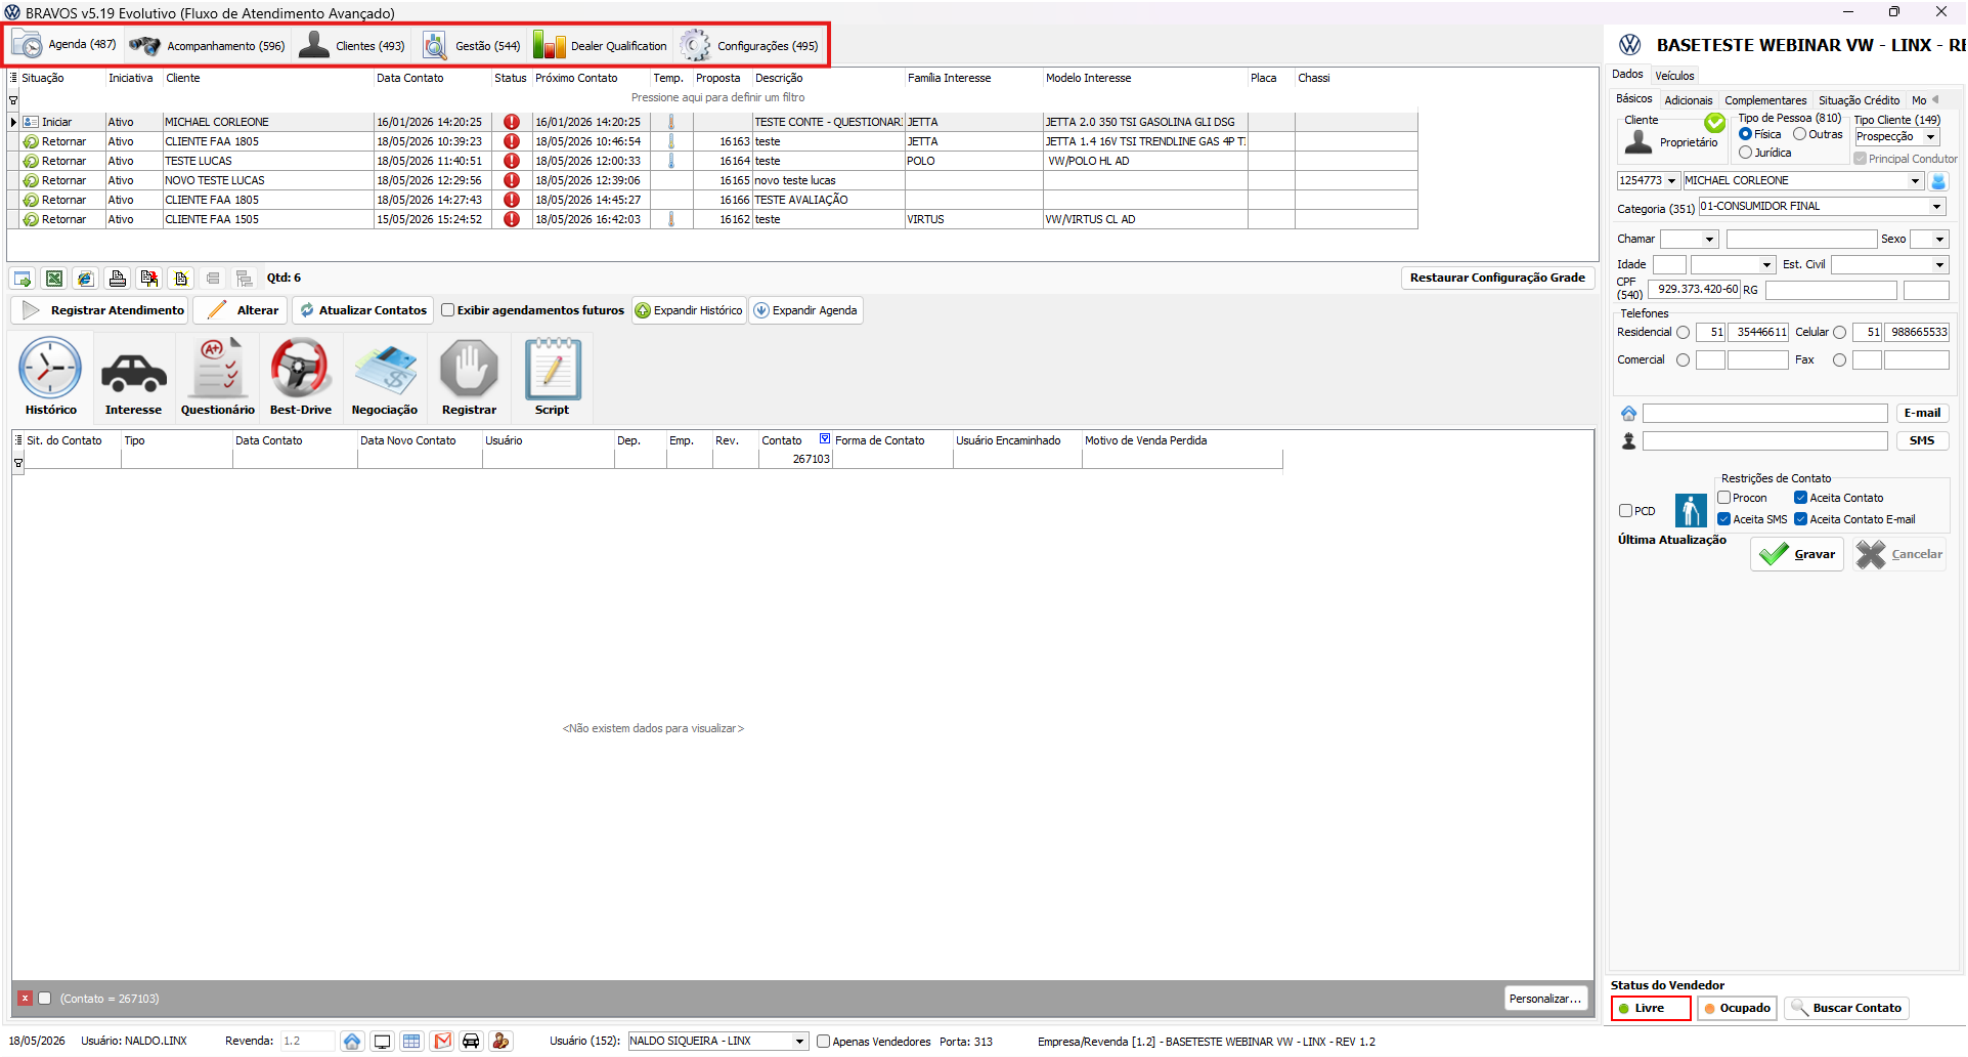 BRAVOS v5.19 Evolutivo (Fluxo de Atendimento Avançado)
Agenda (487) Acompanhamento (596) Clientes (493) Gestão (544) Dealer Qualification Configurações (495)
Situação Iniciativa Cliente Data Contato Status Próximo Contato Temp. Proposta Descrição Família Interesse Modelo Interesse Placa Chassi
Pressione aqui para definir um filtro
Iniciar Ativo MICHAEL CORLEONE 16/01/2026 14:20:25 16/01/2026 14:20:25 TESTE CONTE - QUESTIONAR JETTA JETTA 2.0 350 TSI GASOLINA GLI DSG
Retornar Ativo CLIENTE FAA 1805 18/05/2026 10:39:23 18/05/2026 10:46:54 16163 teste JETTA JETTA 1.4 16V TSI TRENDLINE GAS 4P T
Retornar Ativo TESTE LUCAS 18/05/2026 11:40:51 18/05/2026 12:00:33 16164 teste POLO VW/POLO HL AD
Retornar Ativo NOVO TESTE LUCAS 18/05/2026 12:29:56 18/05/2026 12:39:06 16165 novo teste lucas
Retornar Ativo CLIENTE FAA 1805 18/05/2026 14:27:43 18/05/2026 14:45:27 16166 TESTE AVALIAÇÃO
Retornar Ativo CLIENTE FAA 1505 15/05/2026 15:24:52 18/05/2026 16:42:03 16162 teste VIRTUS VW/VIRTUS CL AD
Qtd: 6 Restaurar Configuração Grade
Registrar Atendimento Alterar Atualizar Contatos Exibir agendamentos futuros Expandir Histórico Expandir Agenda
Histórico Interesse Questionário Best-Drive Negociação Registrar Script
Sit. do Contato Tipo Data Contato Data Novo Contato Usuário Dep. Emp. Rev. Contato Forma de Contato Usuário Encaminhado Motivo de Venda Perdida
267103
<Não existem dados para visualizar>
(Contato = 267103) Personalizar...
BASETESTE WEBINAR VW - LINX - RE
Dados Veículos
Básicos Adicionais Complementares Situação Crédito Mo
Cliente Tipo de Pessoa (810) Tipo Cliente (149)
Proprietário Física Outras Prospecção
Jurídica Principal Condutor
1254773 MICHAEL CORLEONE
Categoria (351) 01-CONSUMIDOR FINAL
Chamar Sexo
Idade Est. Civil
CPF (540) 929.373.420-60 RG
Telefones
Residencial 51 35446611 Celular 51 988665533
Comercial Fax
E-mail
SMS
Restrições de Contato
Procon Aceita Contato
PCD
Aceita SMS Aceita Contato E-mail
Última Atualização
Gravar Cancelar
Status do Vendedor
Livre Ocupado Buscar Contato
18/05/2026 Usuário: NALDO.LINX Revenda: 1.2 Usuário (152): NALDO SIQUEIRA - LINX Apenas Vendedores Porta: 313 Empresa/Revenda [1.2] - BASETESTE WEBINAR VW - LINX - REV 1.2